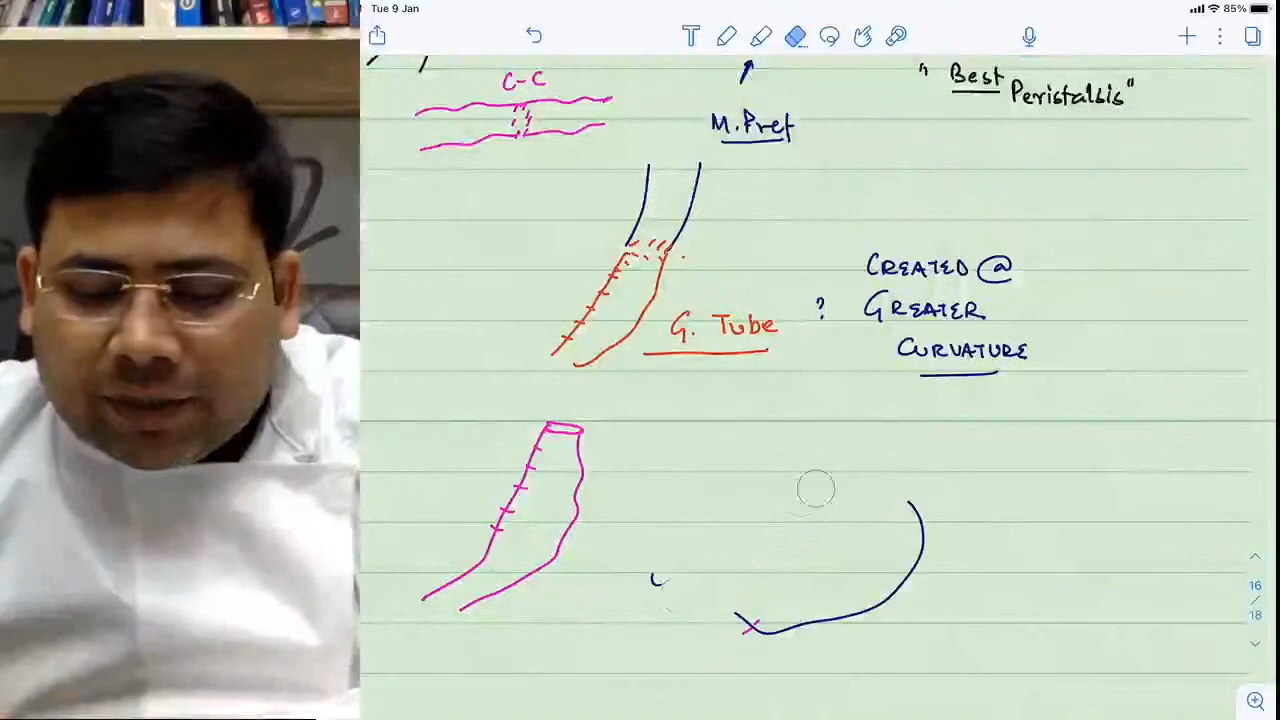 Tue 9 Jan
85%
T
C-C
" Best
Peristalsis"
M. Pref
CREATED @
G. Tube ? GREATER
CURVATURE
16
/
18